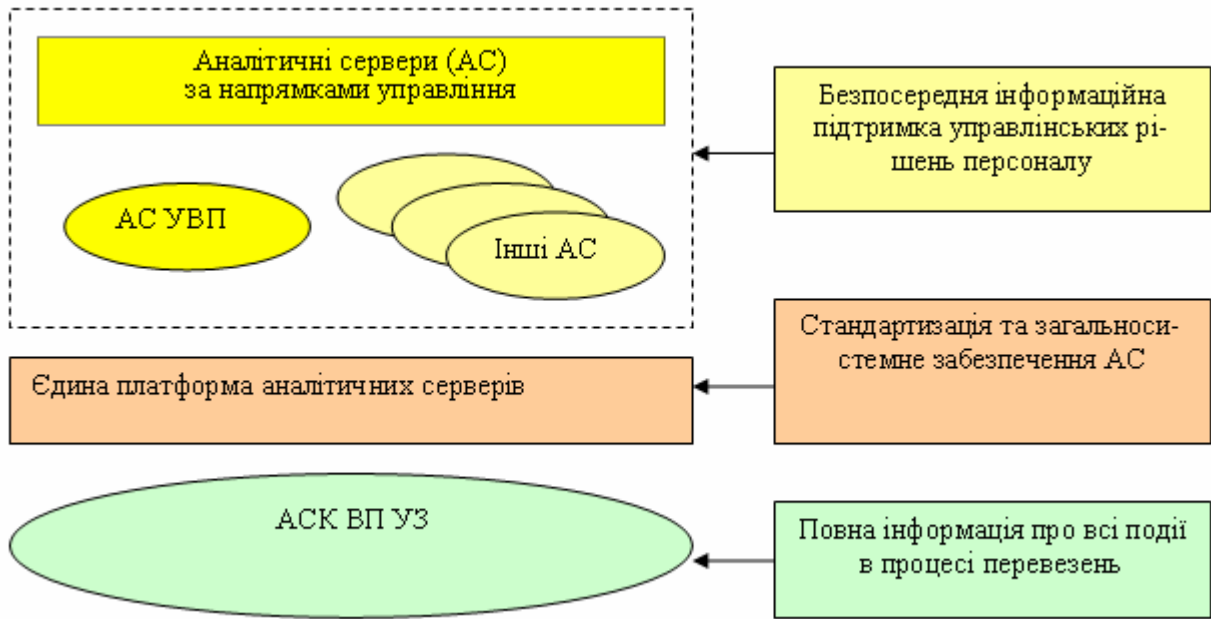 Аналітичні сервери (АС)
за напрямками управління
АС УВП
Інші АС
Безпосередня інформаційна
підтримка управлінських рі-
шень персоналу
Єдина платформа аналітичних серверів
Стандартизація та загальноси-
стемне забезпечення АС
АСК ВП УЗ
Повна інформація про всі події
в процесі перевезень